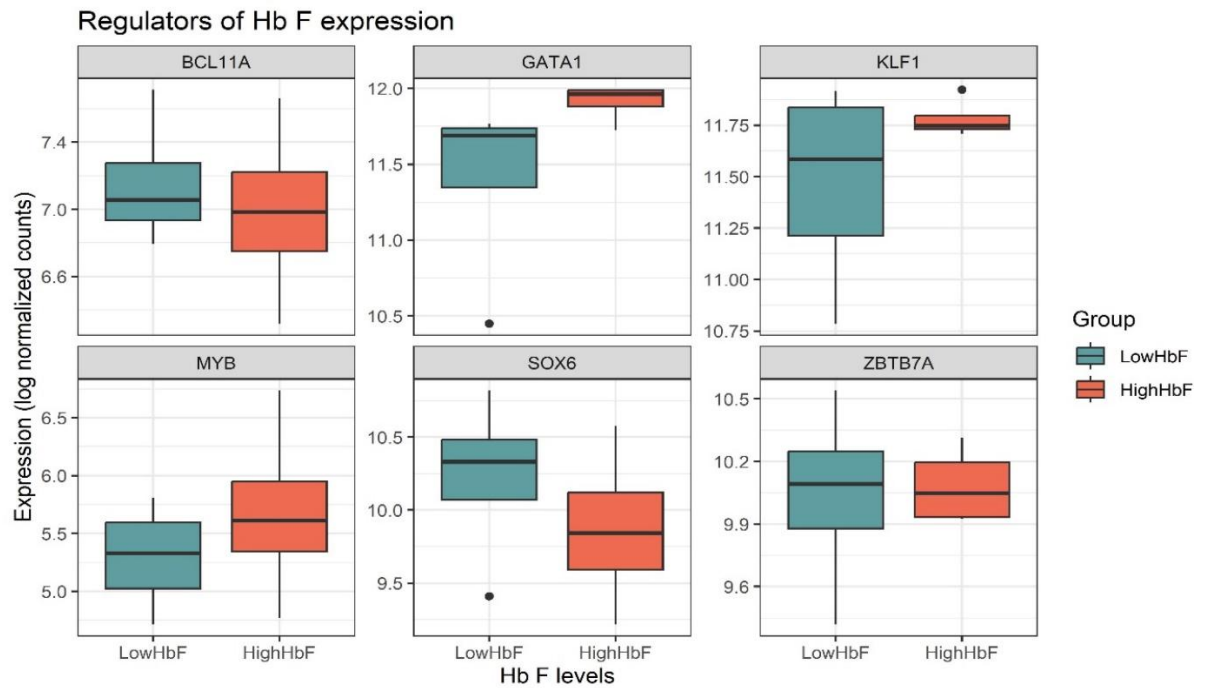 Regulators of Hb F expression
BCL11A
GATA1
KLF1
7.4
7.0
6.6
12.0
11.5
11.0
10.5
11.75
11.50
11.25
11.00
10.75
MYB
SOX6
ZBTB7A
6.5
6.0
5.5
5.0
10.5
10.0
9.5
10.5
10.2
9.9
9.6
LowHbF HighHbF
LowHbF HighHbF
LowHbF HighHbF
Hb F levels
Expression (log normalized counts)
Group
LowHbF
HighHbF